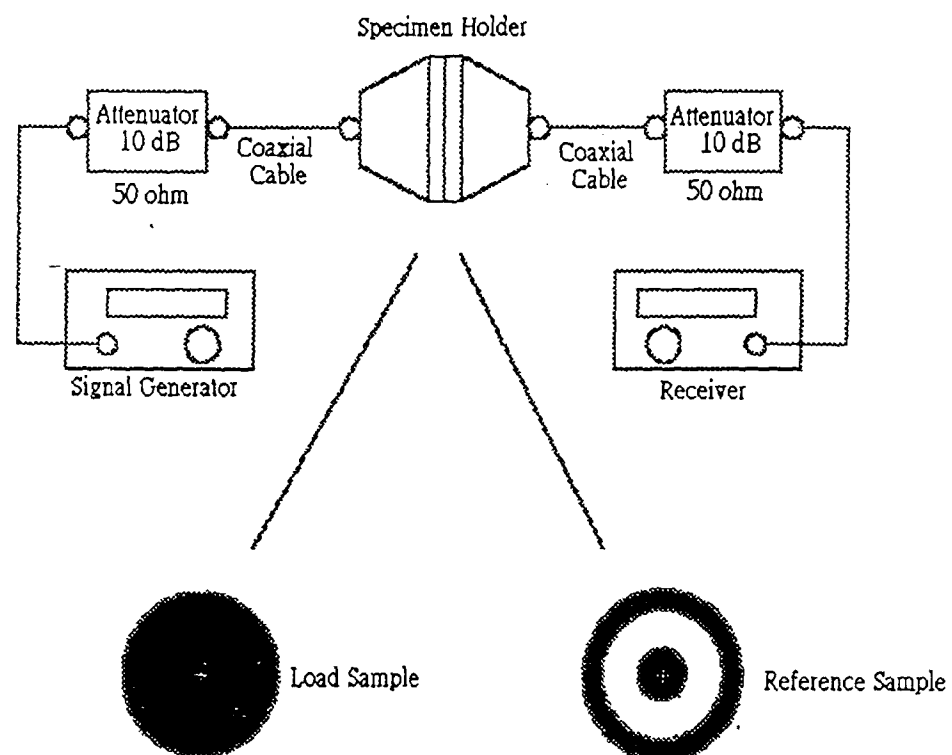 Specimen Holder
Attenuator
10 dB
50 ohm
Coaxial
Cable
Coaxial
Cable
Attenuator
10 dB
50 ohm
Signal Generator
Receiver
Load Sample
Reference Sample